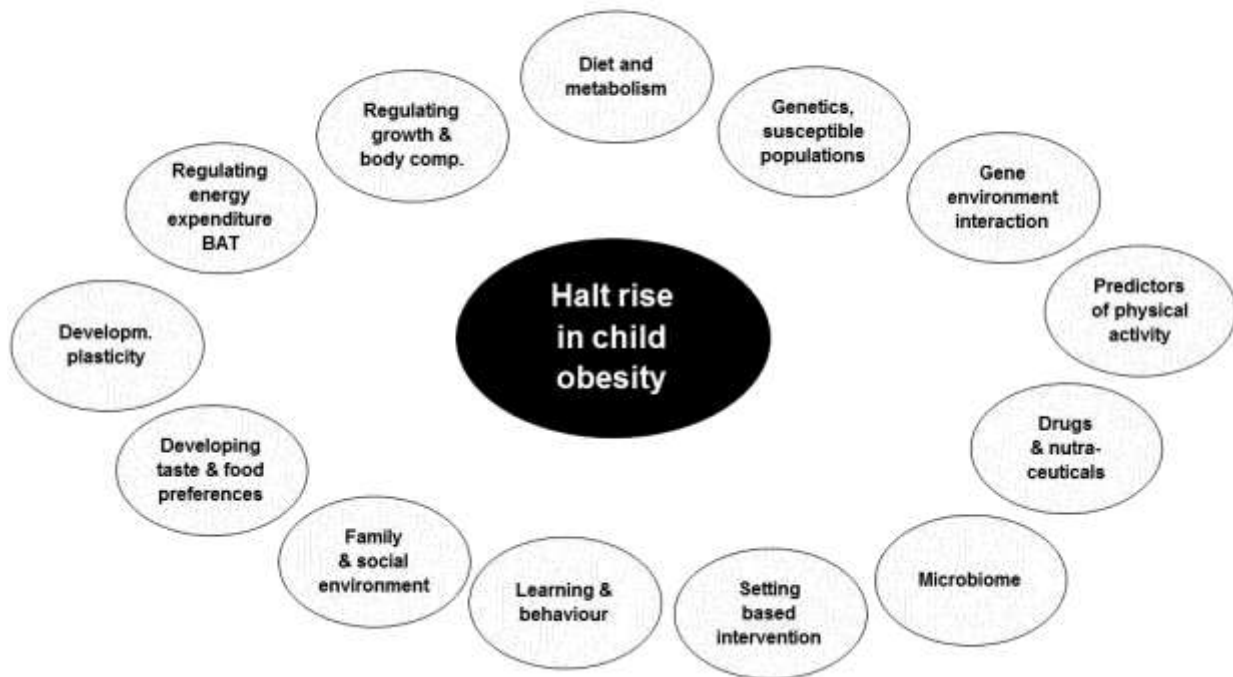 Diet and
metabolism
Genetics,
susceptible
populations
Gene
environment
interaction
Predictors
of physical
activity
Drugs
& nutra-
ceuticals
Microbiome
Setting
based
intervention
Learning &
behaviour
Family
& social
environment
Developing
taste & food
preferences
Developm.
plasticity
Regulating
energy
expenditure
BAT
Regulating
growth &
body comp.
Halt rise
in child
obesity